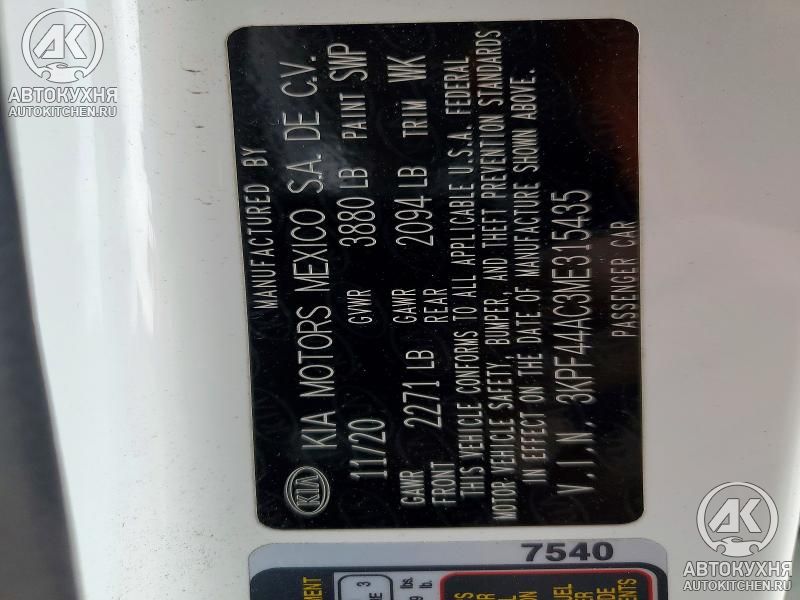 АК
АВТОКУХНЯ
AUTOKITCHEN.RU
MANUFACTURED BY
KIA KIA MOTORS MEXICO S.A. DE C.V.
11/20 GVWR 3880 LB PAINT SWP
GAWR FRONT 2271 LB GAWR REAR 2094 LB TRIM WK
THIS VEHICLE CONFORMS TO ALL APPLICABLE U.S.A. FEDERAL
MOTOR VEHICLE SAFETY, BUMPER, AND THEFT PREVENTION STANDARDS
IN EFFECT ON THE DATE OF MANUFACTURE SHOWN ABOVE.
V.I.N. 3KPF44AC3ME315435
PASSENGER CAR
7540
АК
АВТОКУХНЯ
AUTOKITCHEN.RU